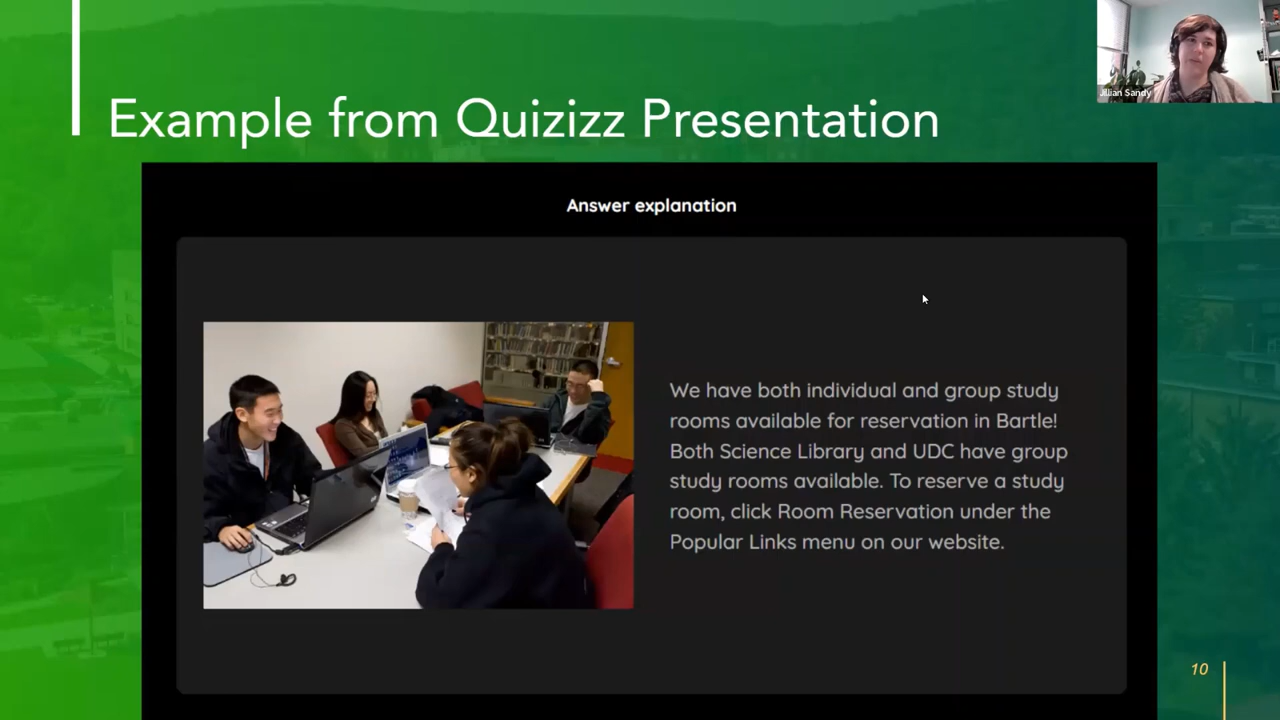 Jillian Sandy
Example from Quizizz Presentation
Answer explanation
We have both individual and group study
rooms available for reservation in Bartle!
Both Science Library and UDC have group
study rooms available. To reserve a study
room, click Room Reservation under the
Popular Links menu on our website.
10